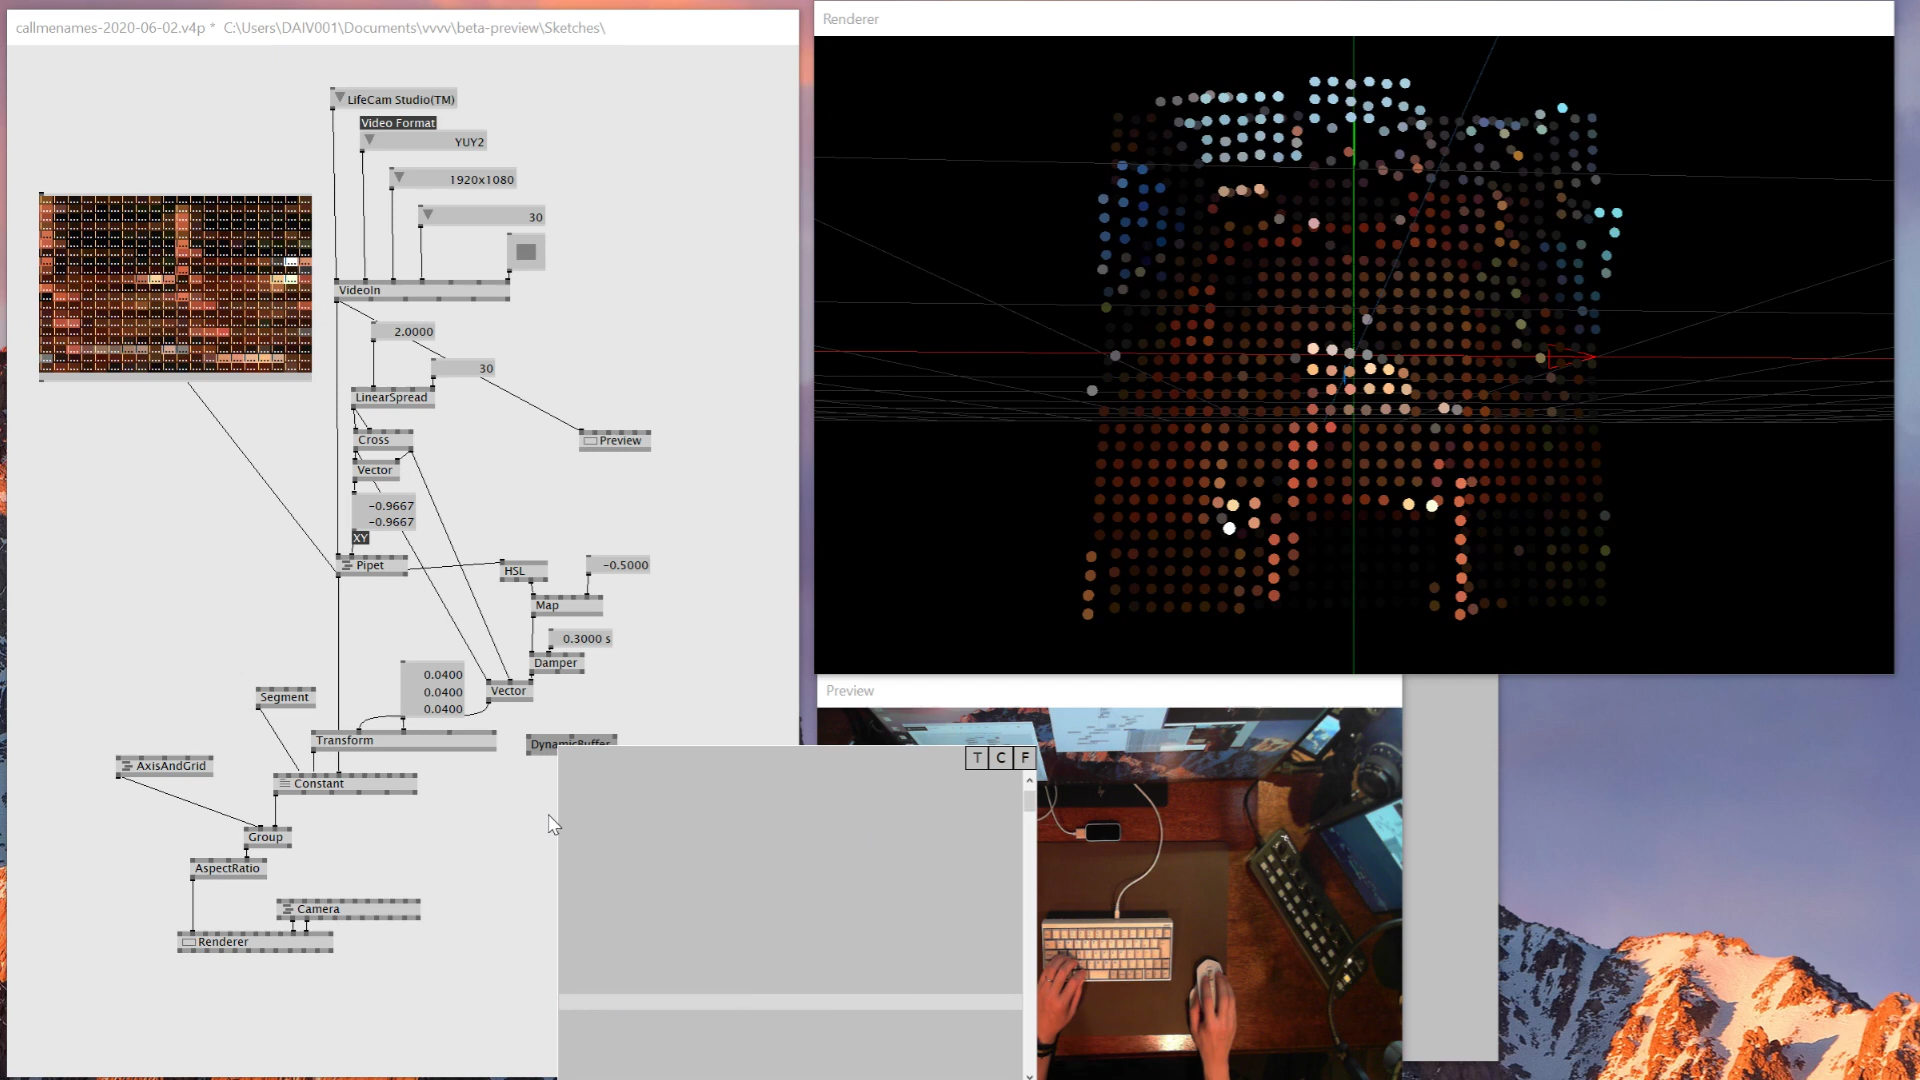 callmenames-2020-06-02.v4p * C:\Users\DAIV001\Documents\vvvv\beta-preview\Sketches\
Renderer
LifeCam Studio(TM)
Video Format
YUY2
1920x1080
30
VideoIn
2.0000
30
LinearSpread
Cross
Preview
Vector
-0.9667
-0.9667
XY
Pipet
HSL
-0.5000
Map
0.3000 s
Damper
0.0400
0.0400
0.0400
Vector
Segment
Transform
DynamicBuffer
AxisAndGrid
Constant
Group
AspectRatio
Camera
Renderer
Preview
T C F